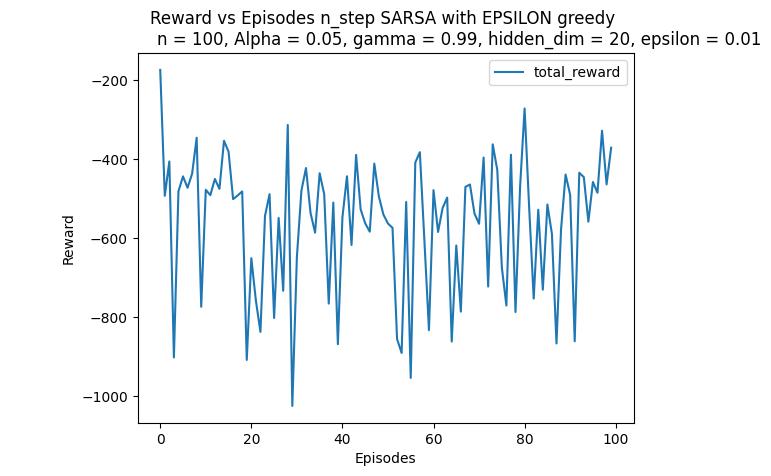 Reward vs Episodes n_step SARSA with EPSILON greedy
n = 100, Alpha = 0.05, gamma = 0.99, hidden_dim = 20, epsilon = 0.01
total_reward
−200
−400
−600
−800
−1000
Reward
0 20 40 60 80 100
Episodes